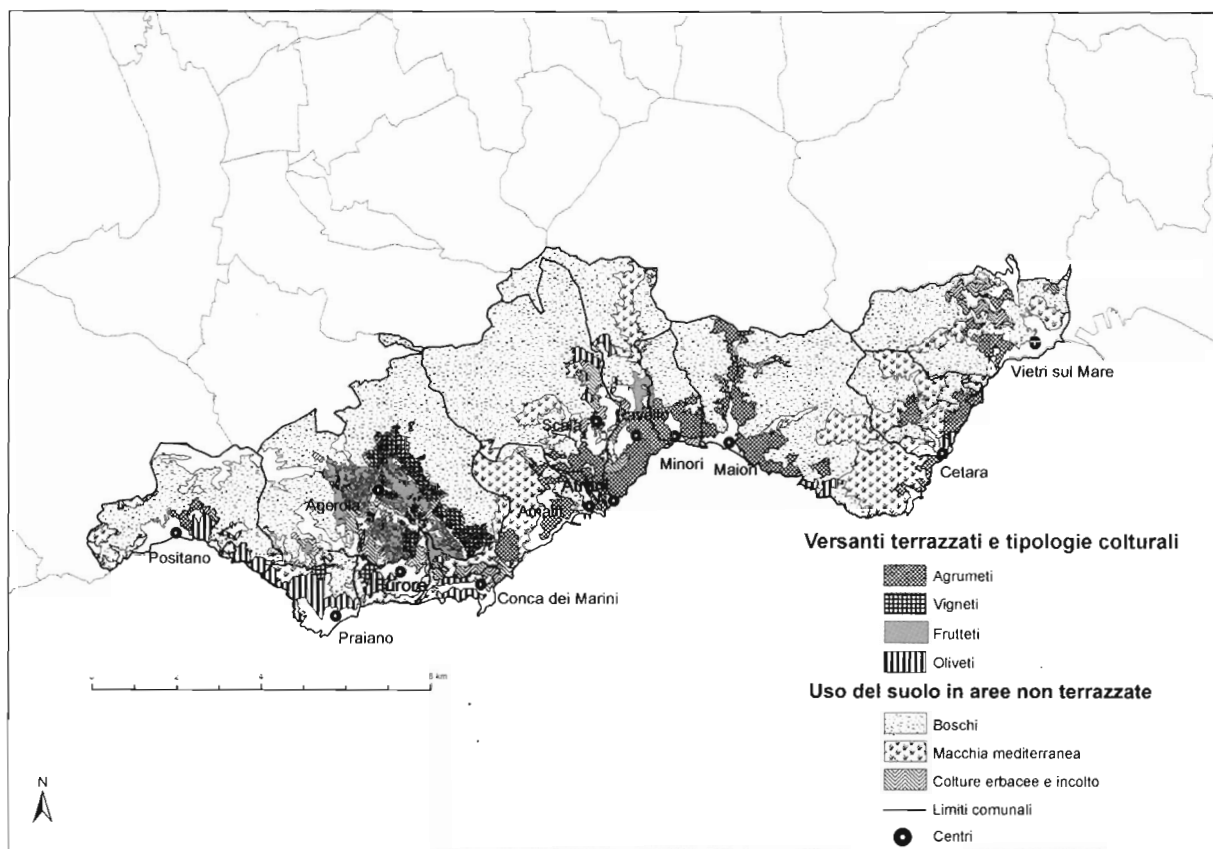 Vietri sul Mare
Scala
Ravello
Minori
Maiori
Cetara
Agerola
Atrani
Amalfi
Positano
Furore
Conca dei Marini
Praiano
2 4 8 km
N
Versanti terrazzati e tipologie colturali
Agrumeti
Vigneti
Frutteti
Oliveti
Uso del suolo in aree non terrazzate
Boschi
Macchia mediterranea
Colture erbacee e incolto
Limiti comunali
Centri